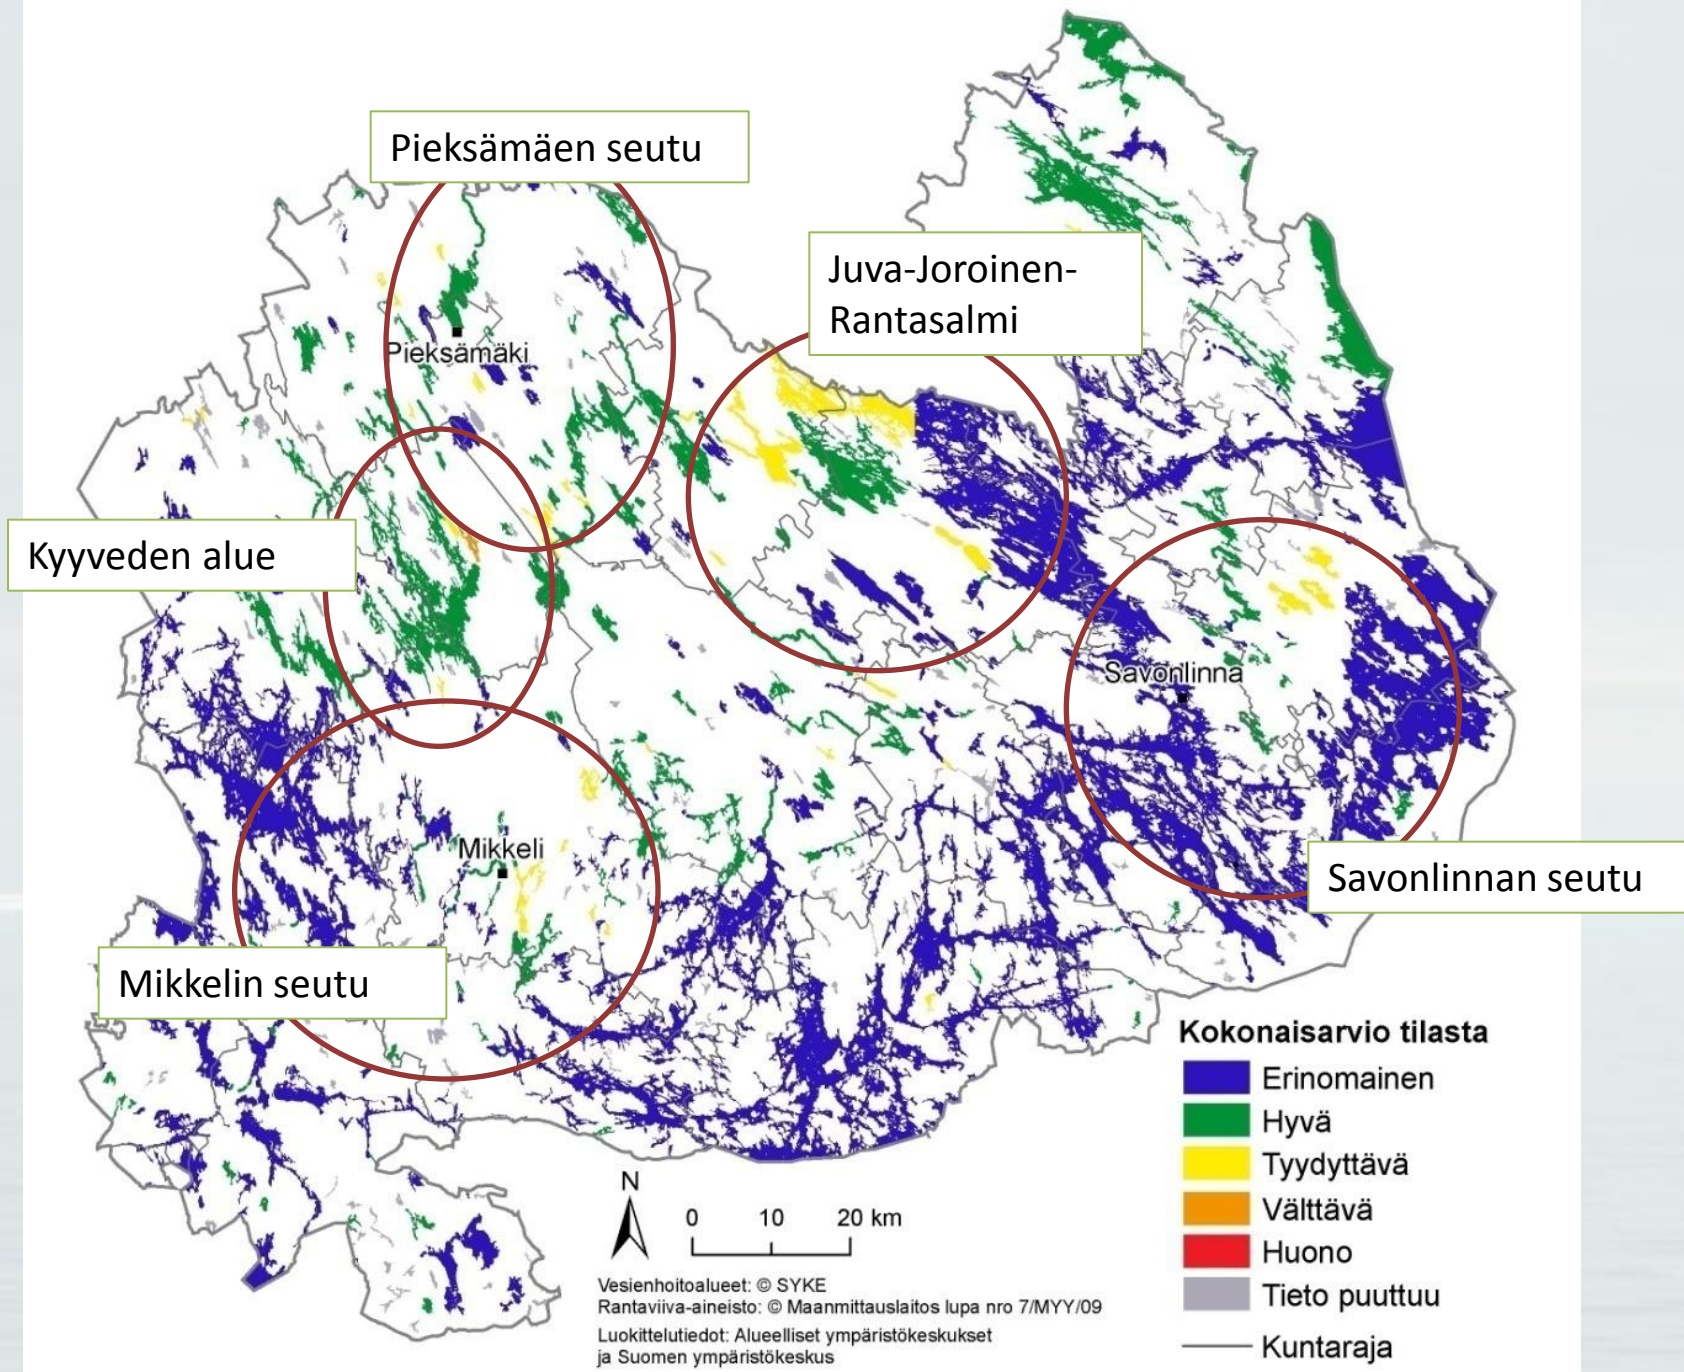 Pieksämäen seutu
Juva-Joroinen-
Rantasalmi
Pieksämäki
Kyyveden alue
Savonlinna
Mikkeli
Savonlinnan seutu
Mikkelin seutu
Kokonaisarvio tilasta
Erinomainen
Hyvä
Tyydyttävä
Välttävä
Huono
Tieto puuttuu
Kuntaraja
N
0 10 20 km
Vesienhoitoalueet: © SYKE
Rantaviiva-aineisto: © Maanmittauslaitos lupa nro 7/MYY/09
Luokittelutiedot: Alueelliset ympäristökeskukset
ja Suomen ympäristökeskus